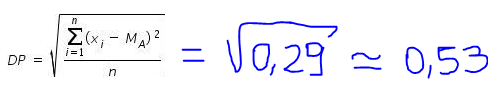 DP = √( Σ_{i=1}^{n} (x_i − M_A)² / n ) = √0,29 ≃ 0,53